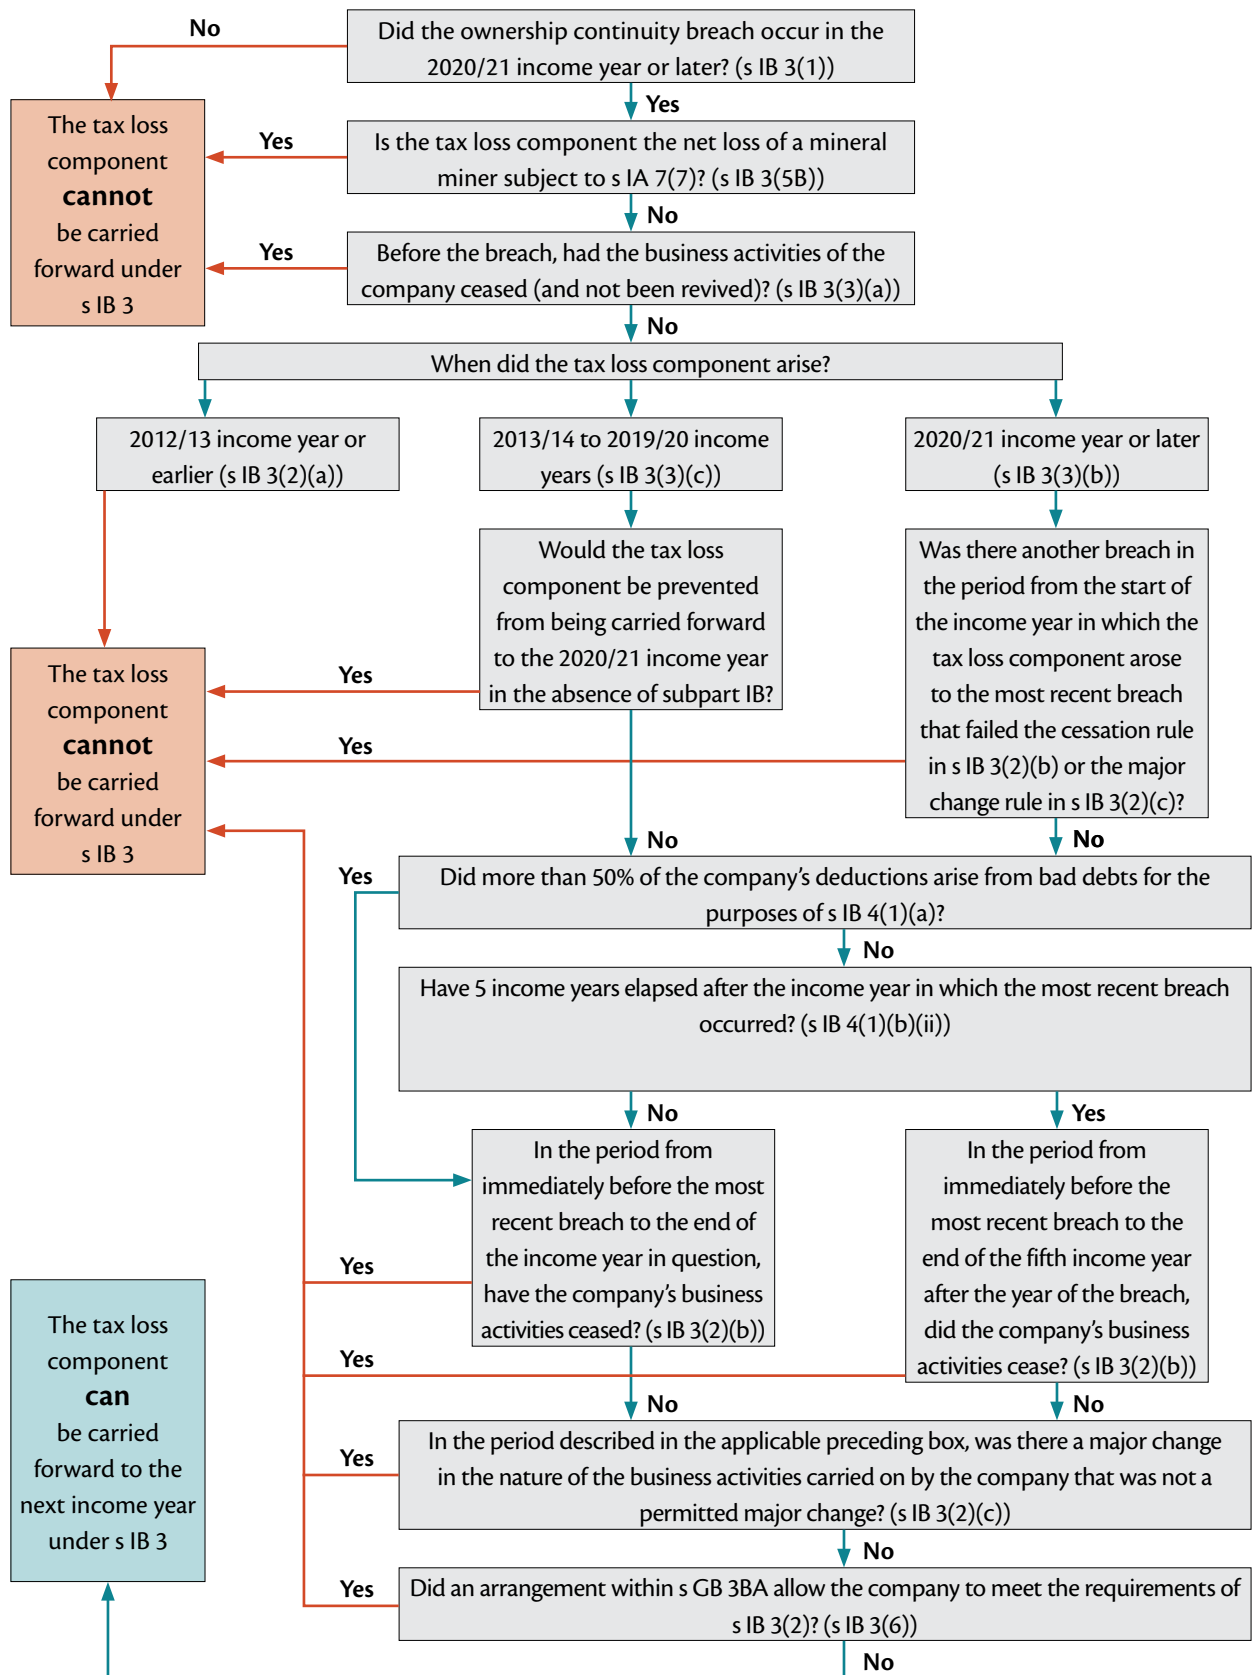 No
Did the ownership continuity breach occur in the
2020/21 income year or later? (s IB 3(1))
Yes
The tax loss
component
cannot
be carried
forward under
s IB 3
Yes
Is the tax loss component the net loss of a mineral
miner subject to s IA 7(7)? (s IB 3(5B))
No
Yes
Before the breach, had the business activities of the
company ceased (and not been revived)? (s IB 3(3)(a))
No
When did the tax loss component arise?
2012/13 income year or
earlier (s IB 3(2)(a))
2013/14 to 2019/20 income
years (s IB 3(3)(c))
2020/21 income year or later
(s IB 3(3)(b))
Would the tax loss
component be prevented
from being carried forward
to the 2020/21 income year
in the absence of subpart IB?
Was there another breach in
the period from the start of
the income year in which the
tax loss component arose
to the most recent breach
that failed the cessation rule
in s IB 3(2)(b) or the major
change rule in s IB 3(2)(c)?
The tax loss
component
cannot
be carried
forward under
s IB 3
Yes
Yes
No
No
Yes
Did more than 50% of the company's deductions arise from bad debts for the
purposes of s IB 4(1)(a)?
No
Have 5 income years elapsed after the income year in which the most recent breach
occurred? (s IB 4(1)(b)(ii))
No
Yes
In the period from
immediately before the most
recent breach to the end of
the income year in question,
have the company's business
activities ceased? (s IB 3(2)(b))
In the period from
immediately before the
most recent breach to the
end of the fifth income year
after the year of the breach,
did the company's business
activities cease? (s IB 3(2)(b))
Yes
Yes
No
No
The tax loss
component
can
be carried
forward to the
next income year
under s IB 3
Yes
In the period described in the applicable preceding box, was there a major change
in the nature of the business activities carried on by the company that was not a
permitted major change? (s IB 3(2)(c))
No
Yes
Did an arrangement within s GB 3BA allow the company to meet the requirements of
s IB 3(2)? (s IB 3(6))
No